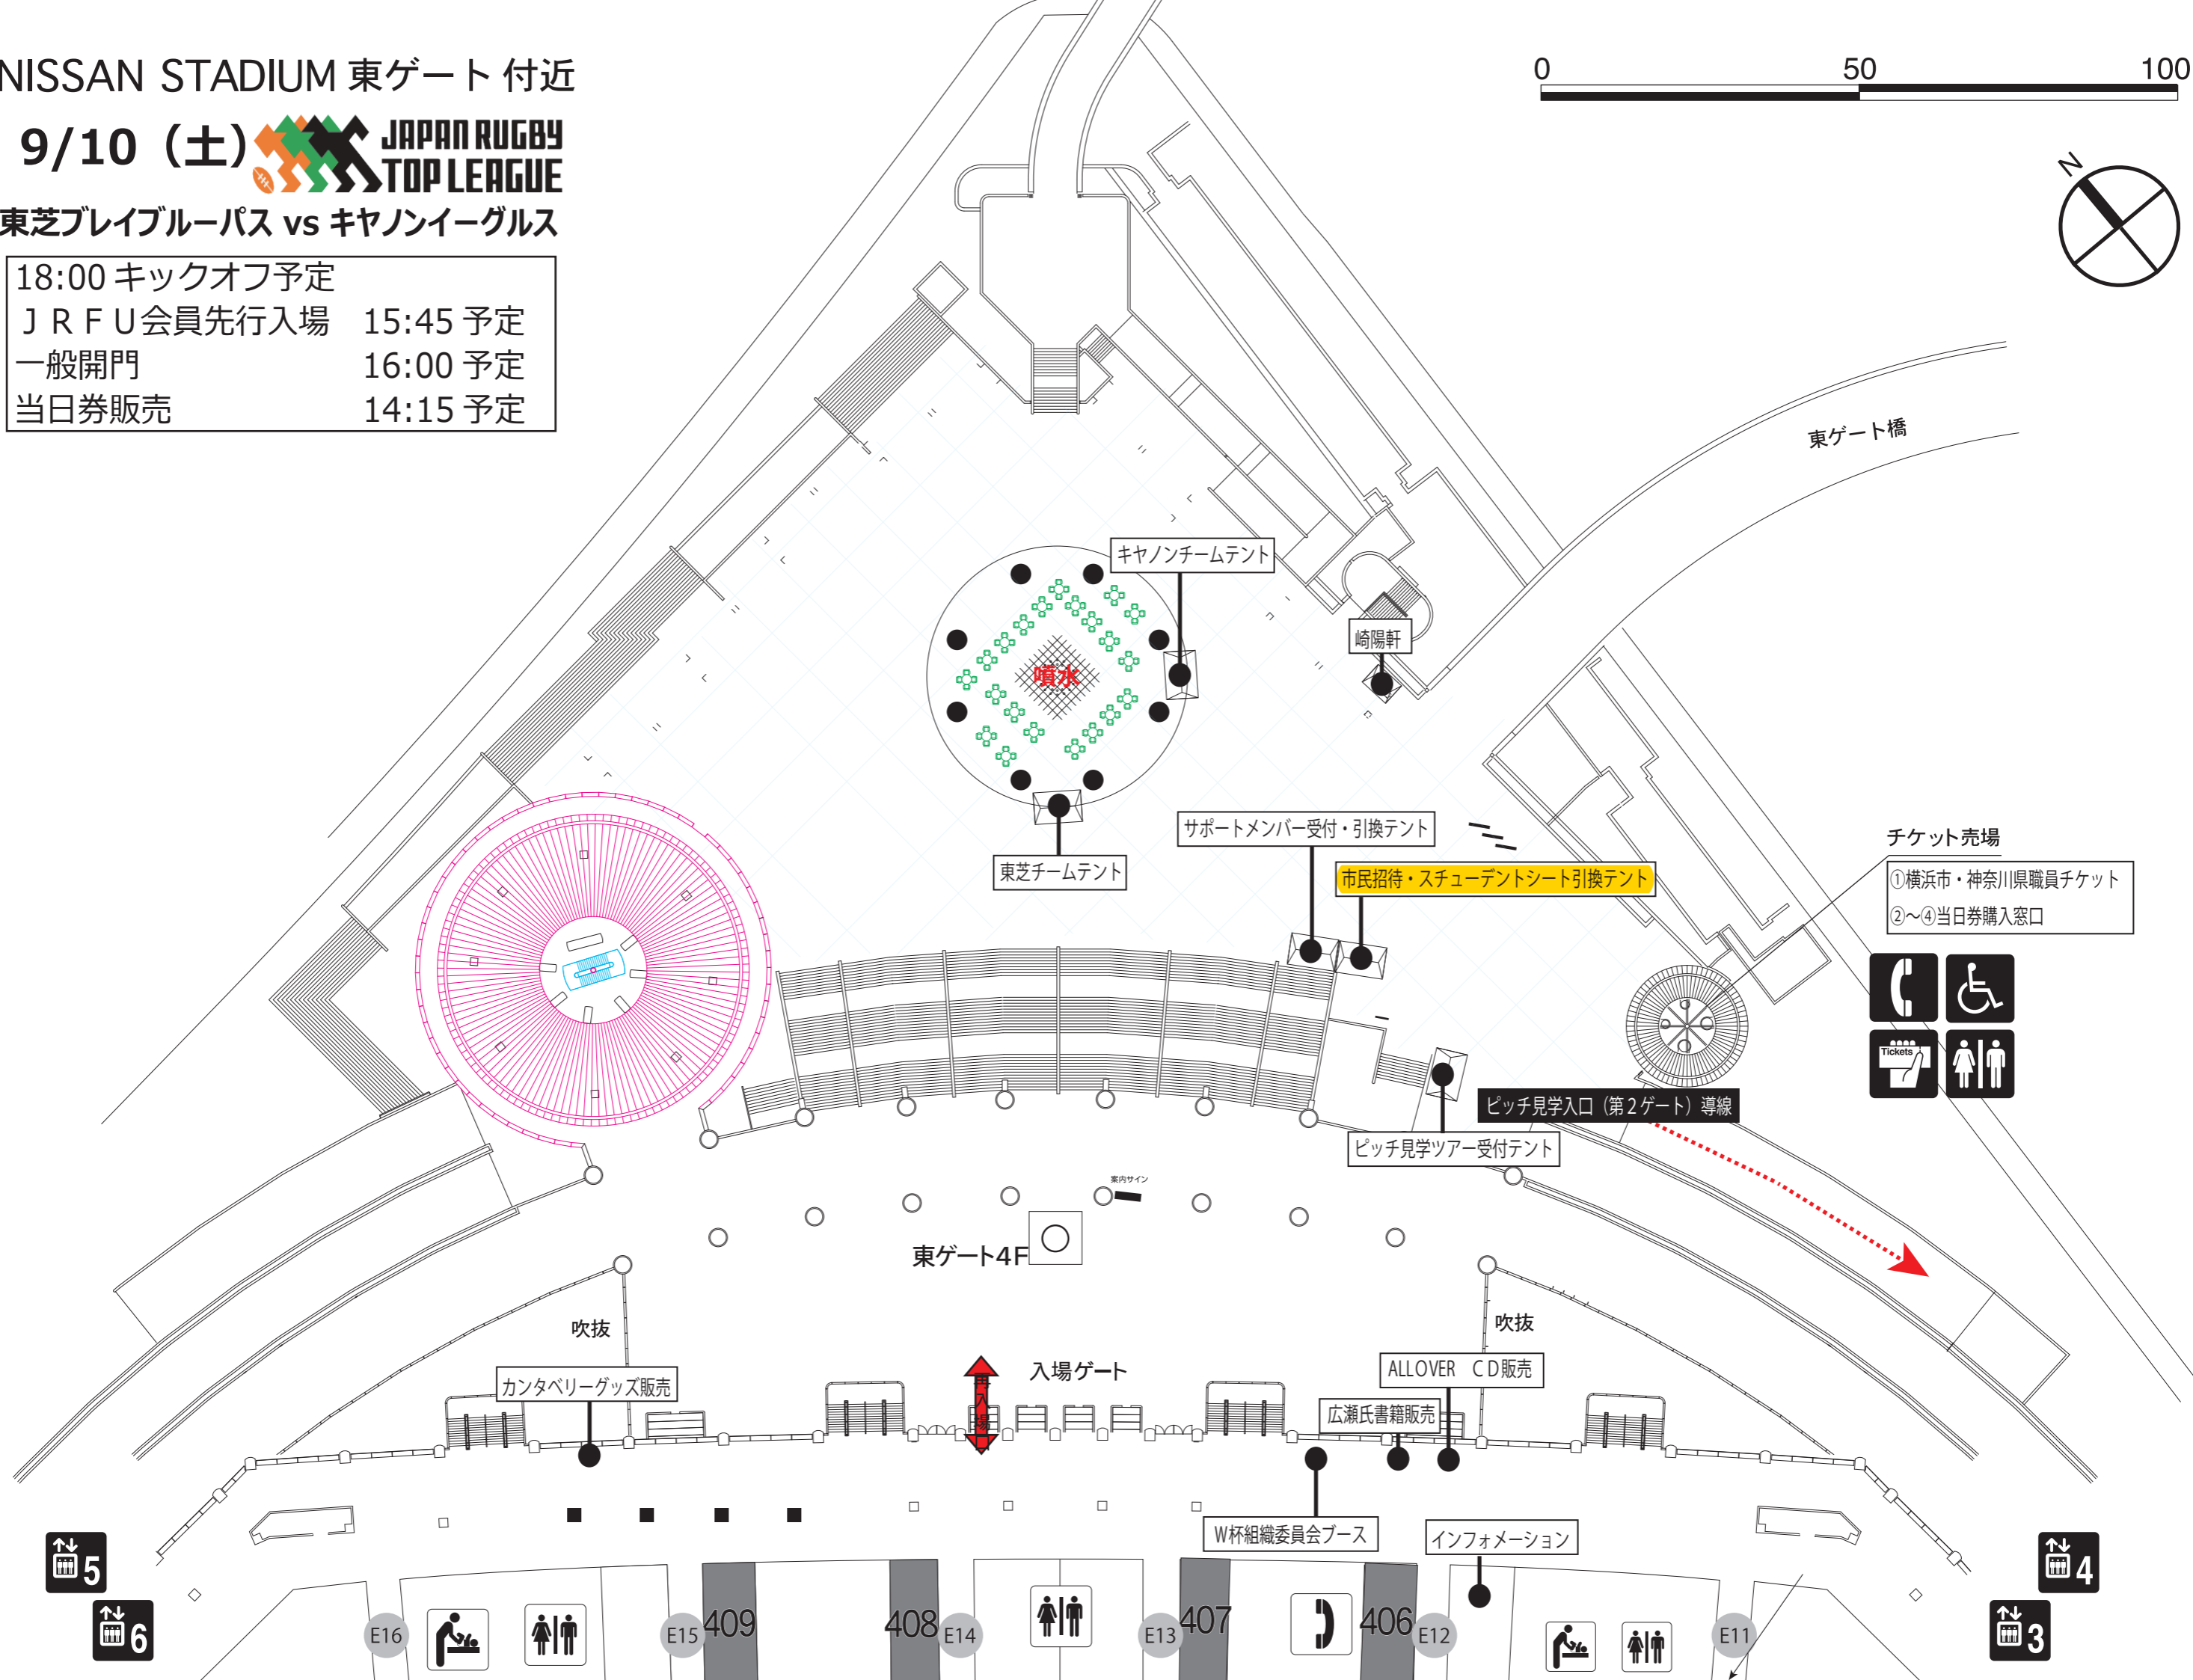 NISSAN STADIUM 東ゲート 付近
9/10（土）
JAPAN RUGBY
TOP LEAGUE
東芝ブレイブルーパス vs キヤノンイーグルス
18:00 キックオフ予定
ＪＲＦＵ会員先行入場 15:45 予定
一般開門 16:00 予定
当日券販売 14:15 予定
0 50 100
N
東ゲート橋
キヤノンチームテント
崎陽軒
噴水
サポートメンバー受付・引換テント
東芝チームテント
市民招待・スチューデントシート引換テント
チケット売場
①横浜市・神奈川県職員チケット
②～④当日券購入窓口
Tickets
ピッチ見学入口（第２ゲート）導線
ピッチ見学ツアー受付テント
案内サイン
東ゲート4F
吹抜
吹抜
入場ゲート
再入場
カンタベリーグッズ販売
ALLOVER　ＣＤ販売
広瀬氏書籍販売
W杯組織委員会ブース
インフォメーション
5
6
4
3
E16
E15
409
408
E14
E13
407
406
E12
E11